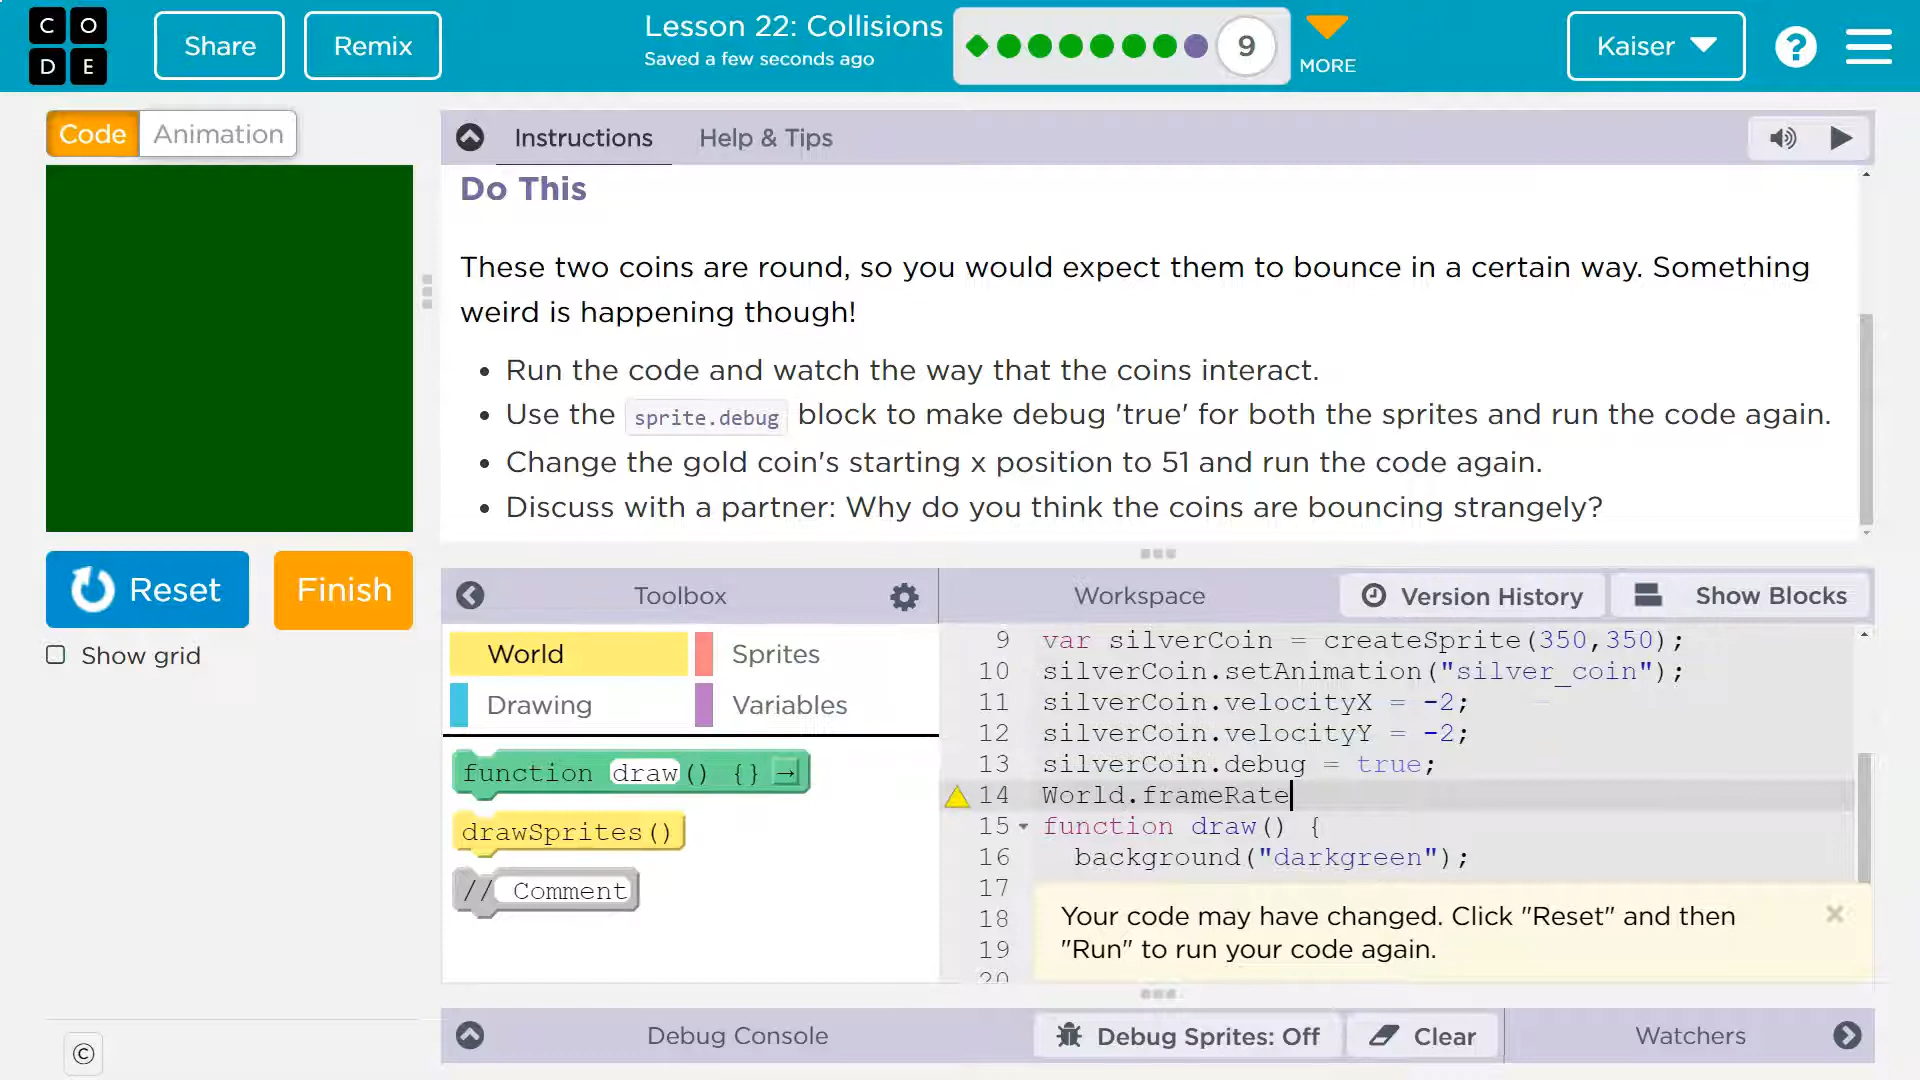 CODE
Share
Remix
Lesson 22: Collisions
Saved a few seconds ago
9
MORE
Kaiser
?
Code
Animation
Instructions
Help & Tips
Do This
These two coins are round, so you would expect them to bounce in a certain way. Something
weird is happening though!
Run the code and watch the way that the coins interact.
Use the sprite.debug block to make debug 'true' for both the sprites and run the code again.
Change the gold coin's starting x position to 51 and run the code again.
Discuss with a partner: Why do you think the coins are bouncing strangely?
Reset
Finish
Show grid
Toolbox
Workspace
Version History
Show Blocks
World
Sprites
Drawing
Variables
function draw() {} →
drawSprites()
// Comment
9 var silverCoin = createSprite(350,350);
10 silverCoin.setAnimation("silver_coin");
11 silverCoin.velocityX = -2;
12 silverCoin.velocityY = -2;
13 silverCoin.debug = true;
14 World.frameRate
15 function draw() {
16 background("darkgreen");
17
18
19
20
Your code may have changed. Click "Reset" and then
"Run" to run your code again.
×
©
Debug Console
Debug Sprites: Off
Clear
Watchers